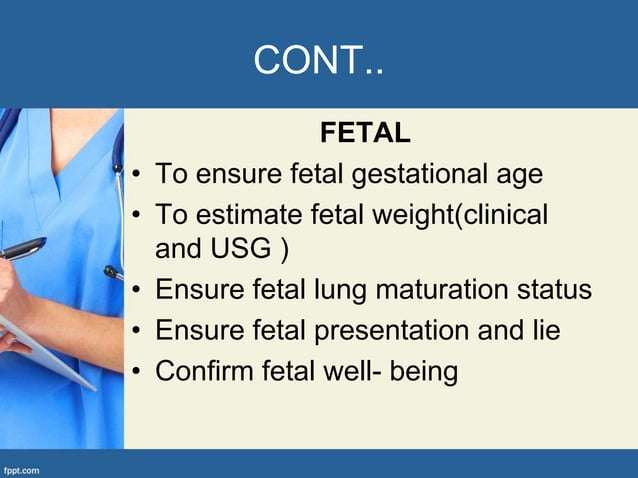 CONT..
FETAL
• To ensure fetal gestational age
• To estimate fetal weight(clinical
and USG )
• Ensure fetal lung maturation status
• Ensure fetal presentation and lie
• Confirm fetal well- being
fppt.com